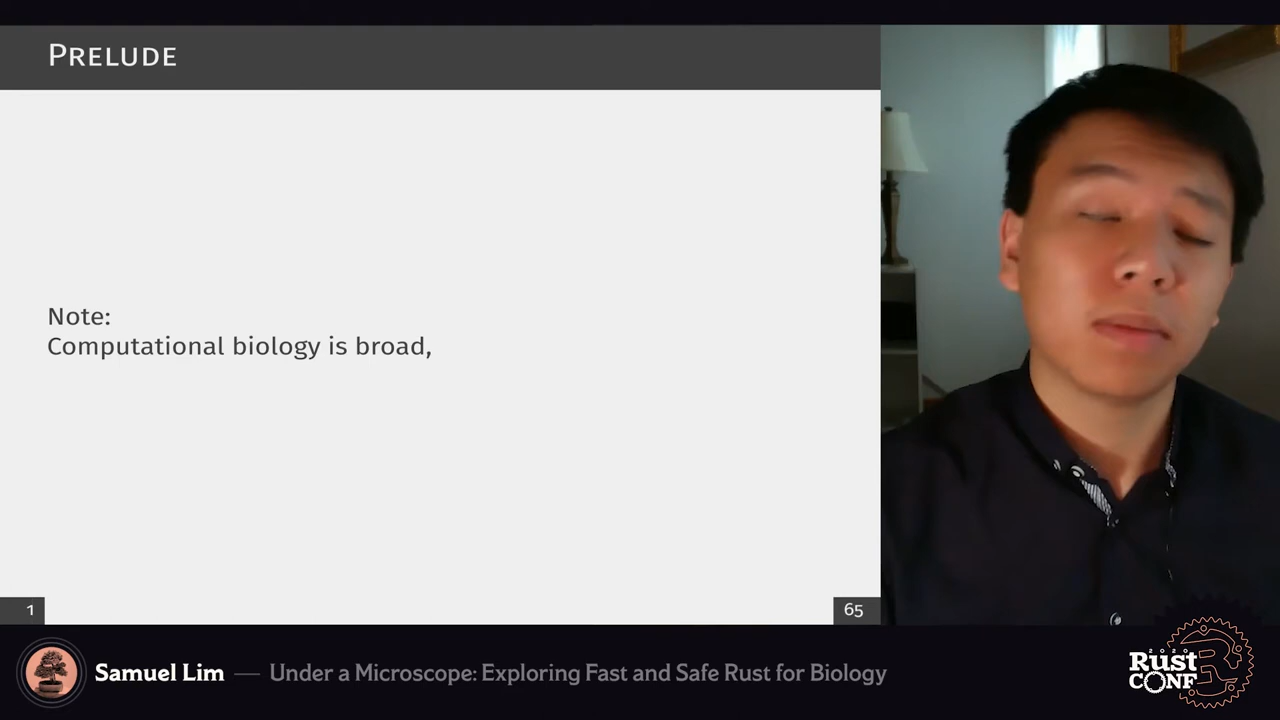 Prelude
Note:
Computational biology is broad,
1
65
Samuel Lim — Under a Microscope: Exploring Fast and Safe Rust for Biology
2020
Rust
CONF
R